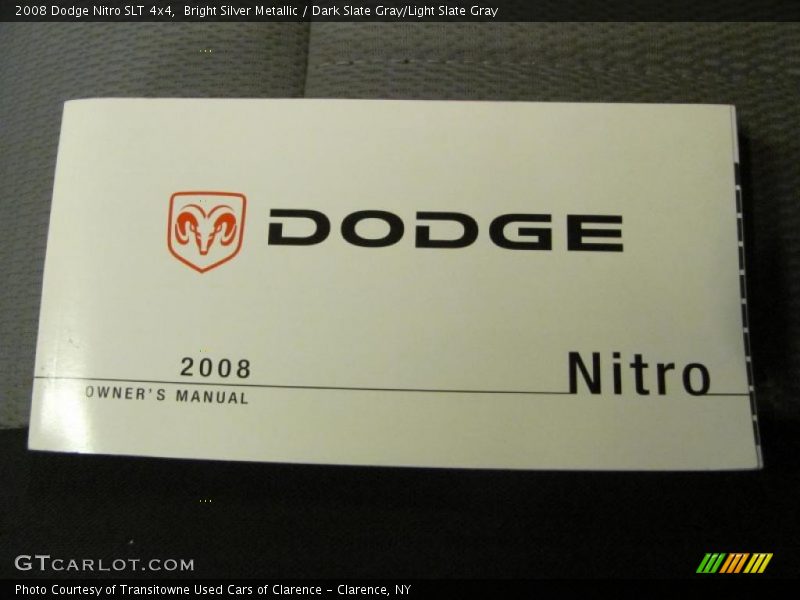 2008 Dodge Nitro SLT 4x4,  Bright Silver Metallic / Dark Slate Gray/Light Slate Gray
DODGE
2008
Nitro
OWNER'S MANUAL
GTCARLOT.COM
Photo Courtesy of Transitowne Used Cars of Clarence - Clarence, NY